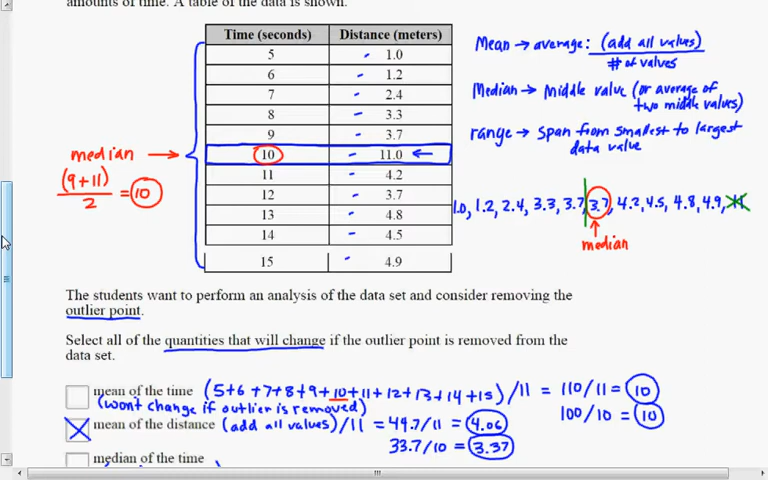 amounts of time. A table of the data is shown.
Time (seconds) Distance (meters)
5 1.0
6 1.2
7 2.4
8 3.3
9 3.7
10 11.0
11 4.2
12 3.7
13 4.8
14 4.5
15 4.9
median →
(9+11)
2
= 10
Mean → average: (add all values)
# of values
Median → Middle value (or average of
two middle values)
range → span from smallest to largest
data value
1.0, 1.2, 2.4, 3.3, 3.7, 3.7, 4.2, 4.5, 4.8, 4.9, 11
median
The students want to perform an analysis of the data set and consider removing the
outlier point.
Select all of the quantities that will change if the outlier point is removed from the
data set.
mean of the time (5+6+7+8+9+10+11+12+13+14+15)/11 = 110/11 = 10
(wont change if outlier is removed) 100/10 = 10
mean of the distance (add all values)/11 = 44.7/11 = 4.06
33.7/10 = 3.37
median of the time